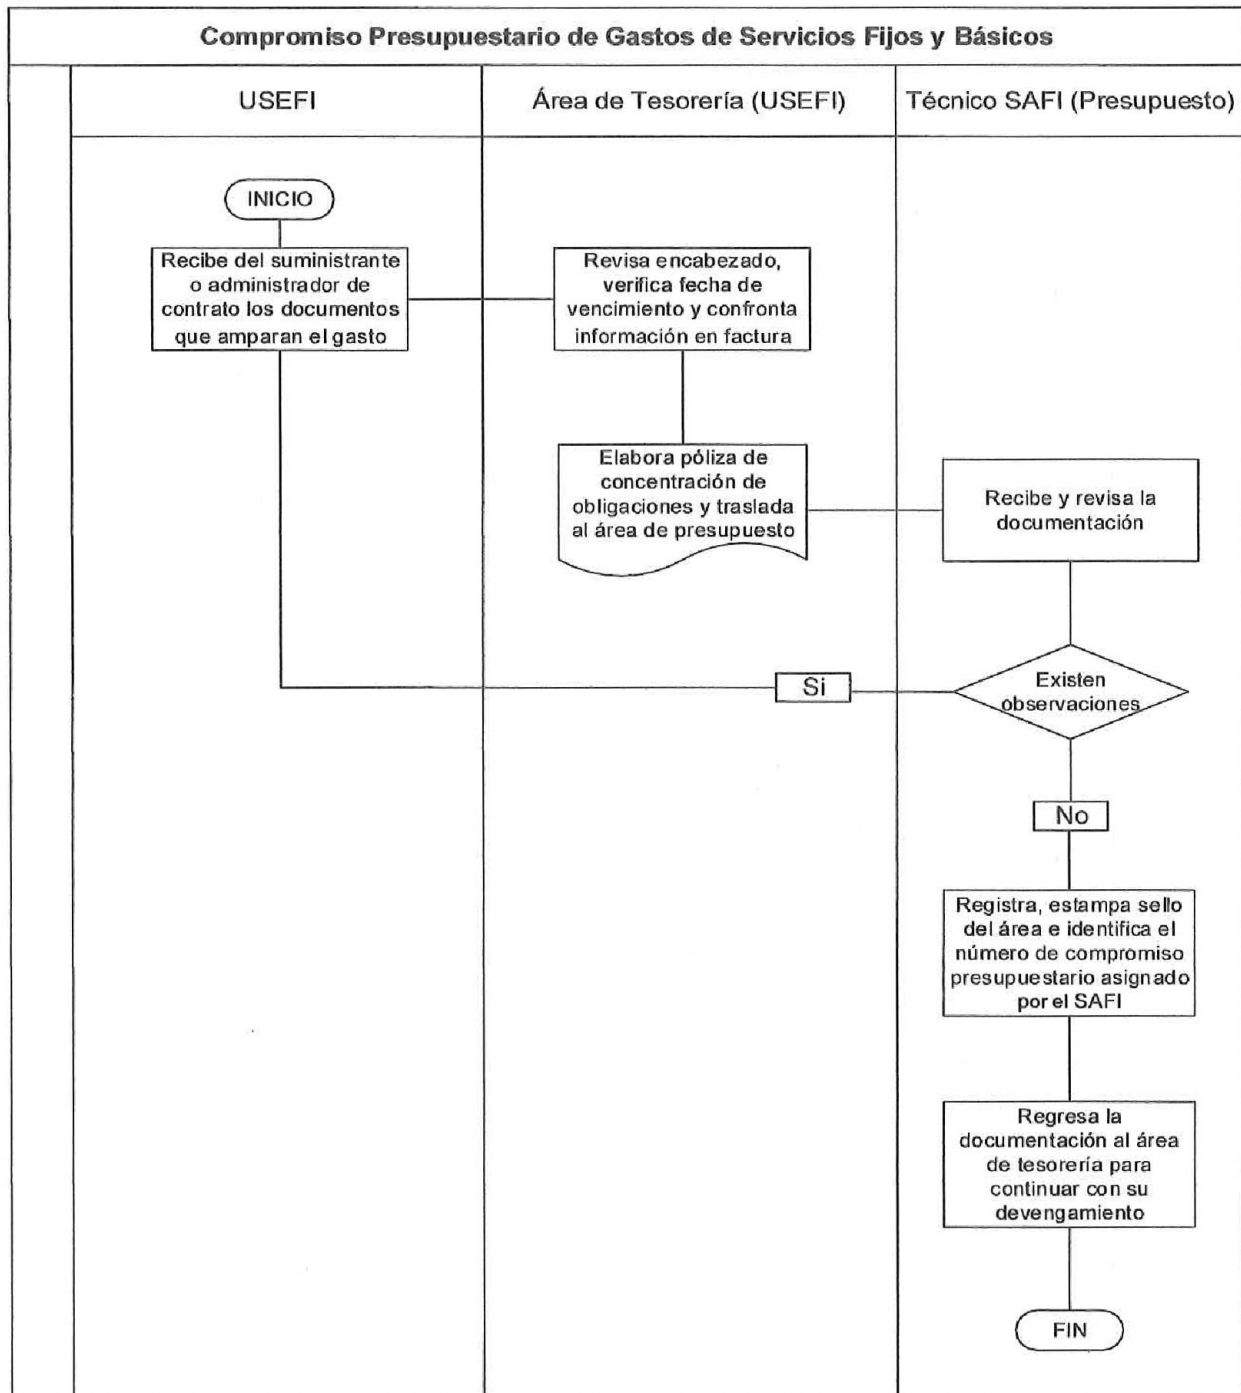 Compromiso Presupuestario de Gastos de Servicios Fijos y Básicos
USEFI
Área de Tesorería (USEFI)
Técnico SAFI (Presupuesto)
INICIO
Recibe del suministrante
o administrador de
contrato los documentos
que amparan el gasto
Revisa encabezado,
verifica fecha de
vencimiento y confronta
información en factura
Elabora póliza de
concentración de
obligaciones y traslada
al área de presupuesto
Recibe y revisa la
documentación
Existen
observaciones
Si
No
Registra, estampa sello
del área e identifica el
número de compromiso
presupuestario asignado
por el SAFI
Regresa la
documentación al área
de tesorería para
continuar con su
devengamiento
FIN